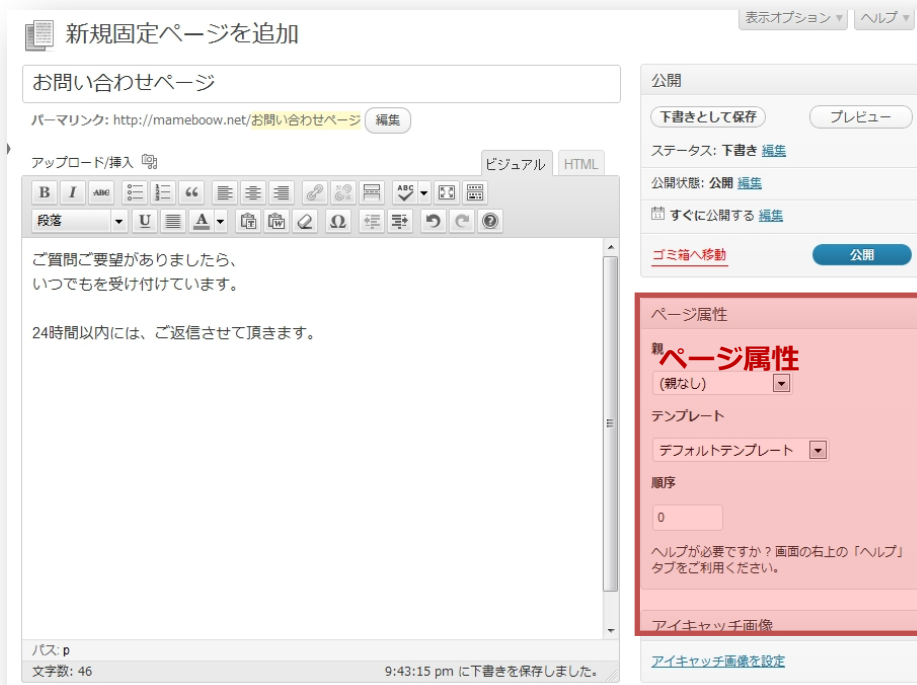 表示オプション
ヘルプ
新規固定ページを追加
お問い合わせページ
パーマリンク: http://mameboow.net/お問い合わせページ 編集
アップロード/挿入
ビジュアル HTML
B I ABC “ ABC
段落 U A Ω
ご質問ご要望がありましたら、
いつでもを受け付けています。
24時間以内には、ご返信させて頂きます。
パス: p
文字数: 46 9:43:15 pm に下書きを保存しました。
公開
下書きとして保存 プレビュー
ステータス: 下書き 編集
公開状態: 公開 編集
すぐに公開する 編集
ゴミ箱へ移動 公開
ページ属性
親
ページ属性
(親なし)
テンプレート
デフォルトテンプレート
順序
0
ヘルプが必要ですか ? 画面の右上の「ヘルプ」
タブをご利用ください。
アイキャッチ画像
アイキャッチ画像を設定